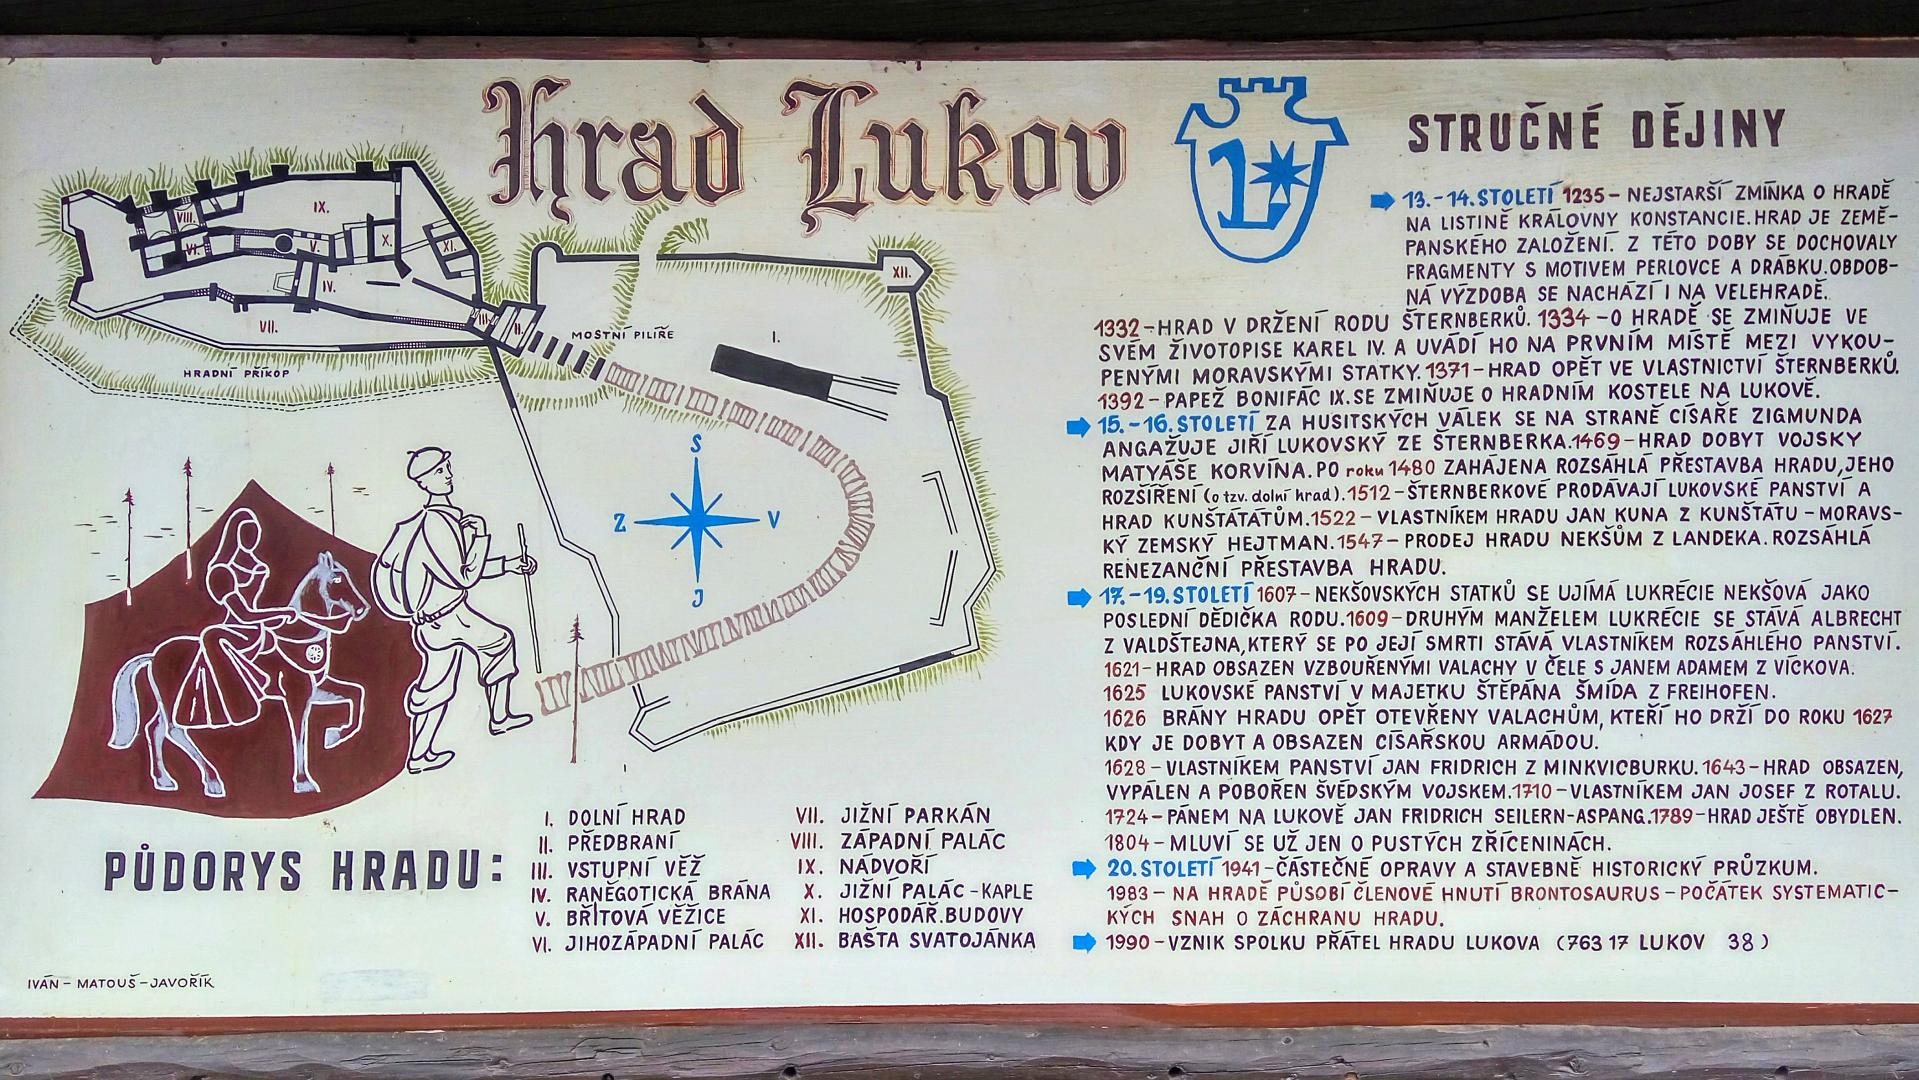 Hrad Lukov
STRUČNÉ DĚJINY
13.-14. STOLETÍ 1235 - NEJSTARŠÍ ZMÍNKA O HRADĚ
NA LISTINĚ KRÁLOVNY KONSTANCIE. HRAD JE ZEMĚ-
PANSKÉHO ZALOŽENÍ. Z TÉTO DOBY SE DOCHOVALY
FRAGMENTY S MOTIVEM PERLOVCE A DRÁBKU. OBDOB-
NÁ VÝZDOBA SE NACHÁZÍ I NA VELEHRADĚ.
1332 - HRAD V DRŽENÍ RODU ŠTERNBERKŮ. 1334 - O HRADĚ SE ZMIŇUJE VE
SVÉM ŽIVOTOPISE KAREL IV. A UVÁDÍ HO NA PRVNÍM MÍSTĚ MEZI VYKOU-
PENÝMI MORAVSKÝMI STATKY. 1371 - HRAD OPĚT VE VLASTNICTVÍ ŠTERNBERKŮ.
1392 - PAPEŽ BONIFÁC IX. SE ZMIŇUJE O HRADNÍM KOSTELE NA LUKOVĚ.
15.-16. STOLETÍ ZA HUSITSKÝCH VÁLEK SE NA STRANĚ CÍSAŘE ZIGMUNDA
ANGAŽUJE JIŘÍ LUKOVSKÝ ZE ŠTERNBERKA. 1469 - HRAD DOBYT VOJSKY
MATYÁŠE KORVÍNA. PO roku 1480 ZAHÁJENA ROZSÁHLÁ PŘESTAVBA HRADU, JEHO
ROZŠÍŘENÍ (o tzv. dolní hrad). 1512 - ŠTERNBERKOVÉ PRODÁVAJÍ LUKOVSKÉ PANSTVÍ A
HRAD KUNŠTÁTÁTŮM. 1522 - VLASTNÍKEM HRADU JAN KUNA Z KUNŠTÁTU - MORAVS-
KÝ ZEMSKÝ HEJTMAN. 1547 - PRODEJ HRADU NEKŠŮM Z LANDEKA. ROZSÁHLÁ
RENEZANČNÍ PŘESTAVBA HRADU.
17.-19. STOLETÍ 1607 - NEKŠOVSKÝCH STATKŮ SE UJÍMÁ LUKRÉCIE NEKŠOVÁ JAKO
POSLEDNÍ DĚDIČKA RODU. 1609 - DRUHÝM MANŽELEM LUKRÉCIE SE STÁVÁ ALBRECHT
Z VALDŠTEJNA, KTERÝ SE PO JEJÍ SMRTI STÁVÁ VLASTNÍKEM ROZSÁHLÉHO PANSTVÍ.
1621 - HRAD OBSAZEN VZBOUŘENÝMI VALACHY V ČELE S JANEM ADAMEM Z VÍCKOVA.
1625 LUKOVSKÉ PANSTVÍ V MAJETKU ŠTĚPÁNA ŠMÍDA Z FREIHOFEN.
1626 BRÁNY HRADU OPĚT OTEVŘENY VALACHŮM, KTEŘÍ HO DRŽÍ DO ROKU 1627
KDY JE DOBYT A OBSAZEN CÍSAŘSKOU ARMÁDOU.
1628 - VLASTNÍKEM PANSTVÍ JAN FRIDRICH Z MINKVICBURKU. 1643 - HRAD OBSAZEN,
VYPÁLEN A POBOŘEN ŠVÉDSKÝM VOJSKEM. 1710 - VLASTNÍKEM JAN JOSEF Z ROTALU.
1724 - PÁNEM NA LUKOVĚ JAN FRIDRICH SEILERN-ASPANG. 1789 - HRAD JEŠTĚ OBYDLEN.
1804 - MLUVÍ SE UŽ JEN O PUSTÝCH ZŘÍCENINÁCH.
20. STOLETÍ 1941 - ČÁSTEČNÉ OPRAVY A STAVEBNĚ HISTORICKÝ PRŮZKUM.
1983 - NA HRADĚ PŮSOBÍ ČLENOVÉ HNUTÍ BRONTOSAURUS - POČÁTEK SYSTEMATIC-
KÝCH SNAH O ZÁCHRANU HRADU.
1990 - VZNIK SPOLKU PŘÁTEL HRADU LUKOVA (763 17 LUKOV 38)
L
VIII.
IX.
VI.
V.
X.
XI.
IV.
VII.
III.
II.
HRADNÍ PŘÍKOP
MOSTNÍ PILÍŘE
I.
XII.
S
Z
V
J
PŮDORYS HRADU:
I. DOLNÍ HRAD
II. PŘEDBRANÍ
III. VSTUPNÍ VĚŽ
IV. RANĚGOTICKÁ BRÁNA
V. BŘITOVÁ VĚŽICE
VI. JIHOZÁPADNÍ PALÁC
VII. JIŽNÍ PARKÁN
VIII. ZÁPADNÍ PALÁC
IX. NÁDVOŘÍ
X. JIŽNÍ PALÁC - KAPLE
XI. HOSPODÁŘ. BUDOVY
XII. BAŠTA SVATOJÁNKA
IVÁN - MATOUŠ - JAVOŘÍK